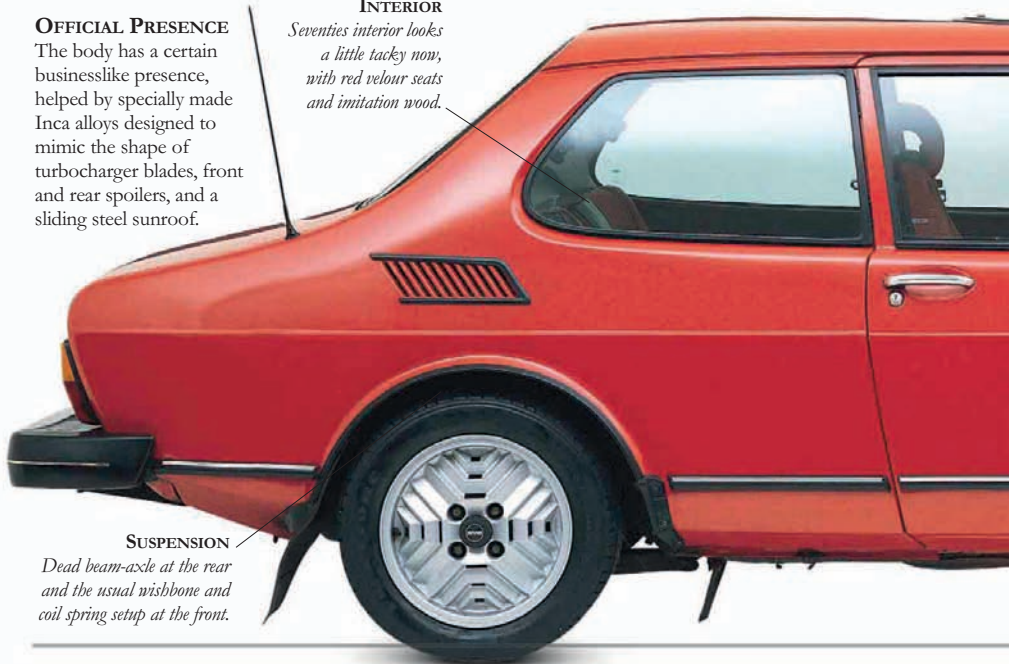 OFFICIAL PRESENCE
The body has a certain
businesslike presence,
helped by specially made
Inca alloys designed to
mimic the shape of
turbocharger blades, front
and rear spoilers, and a
sliding steel sunroof.
INTERIOR
Seventies interior looks
a little tacky now,
with red velour seats
and imitation wood.
SUSPENSION
Dead beam-axle at the rear
and the usual wishbone and
coil spring setup at the front.